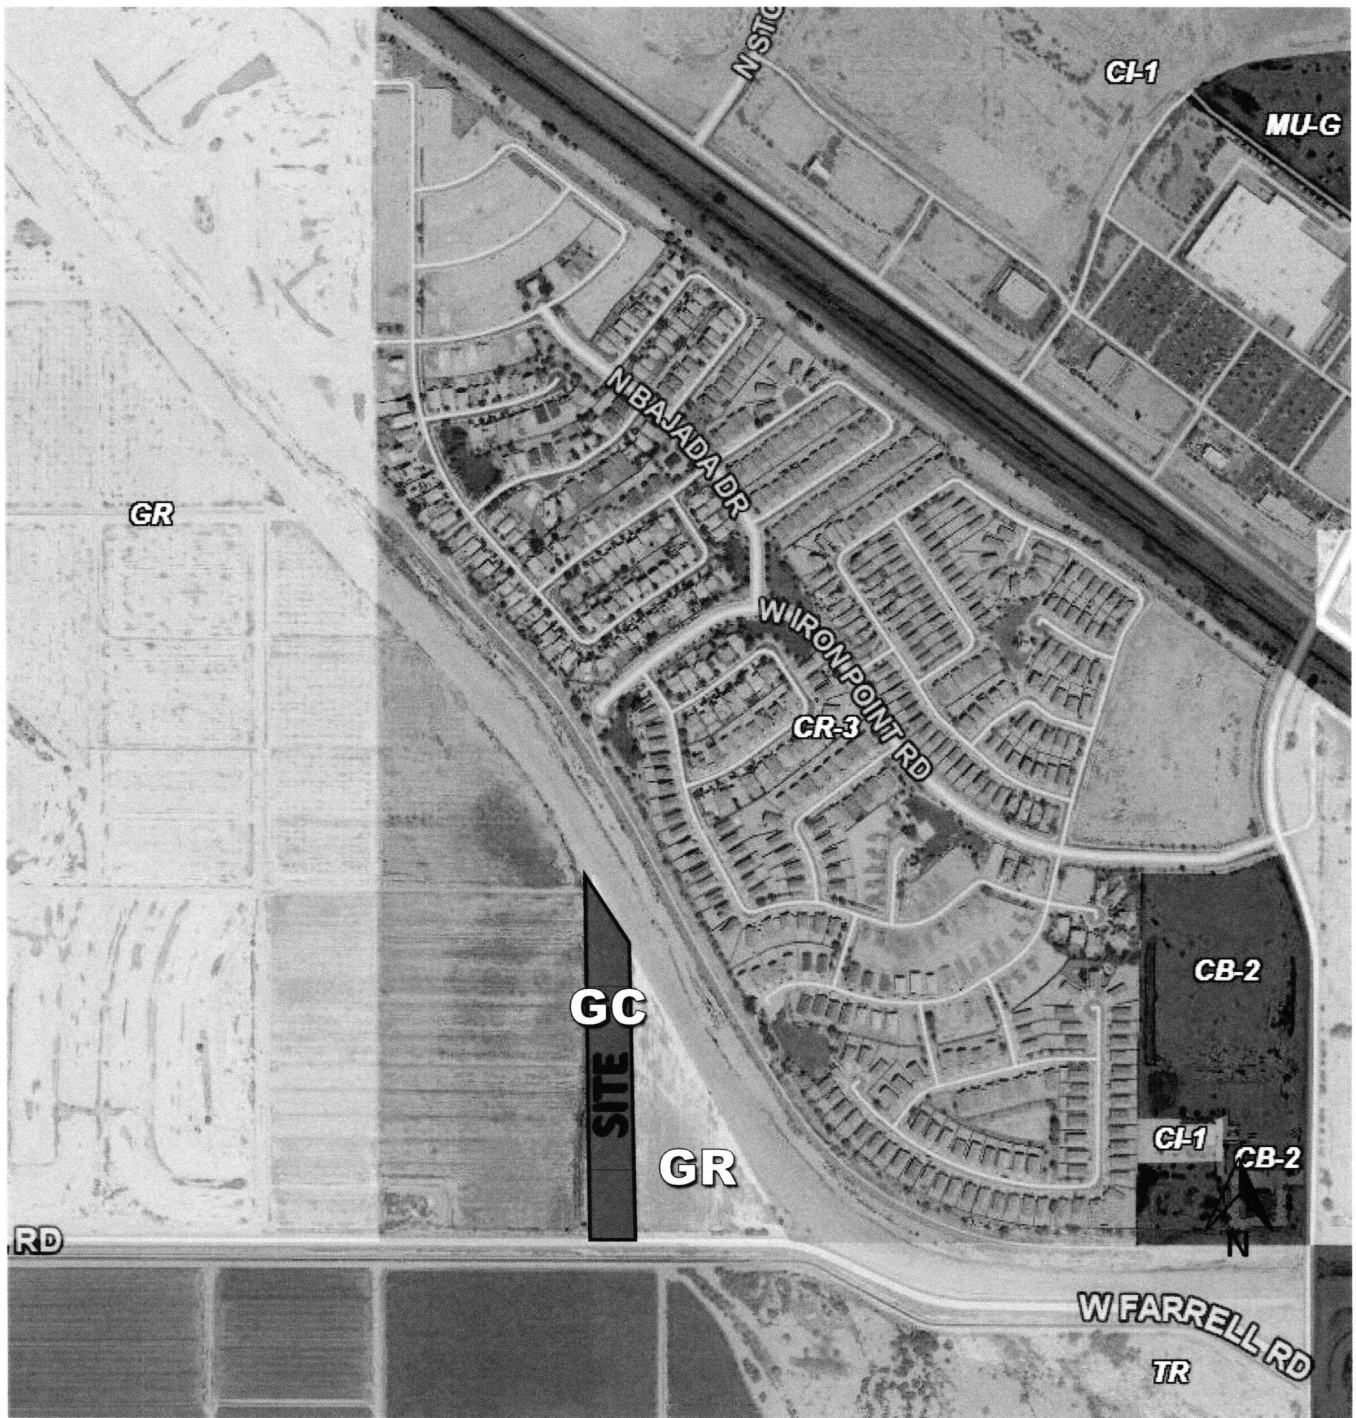 N STO
CI-1
MU-G
N BAJADA DR
GR
W IRON POINT RD
CR-3
CB-2
GC
SITE
CI-1
CB-2
GR
RD
N
W FARRELL RD
TR